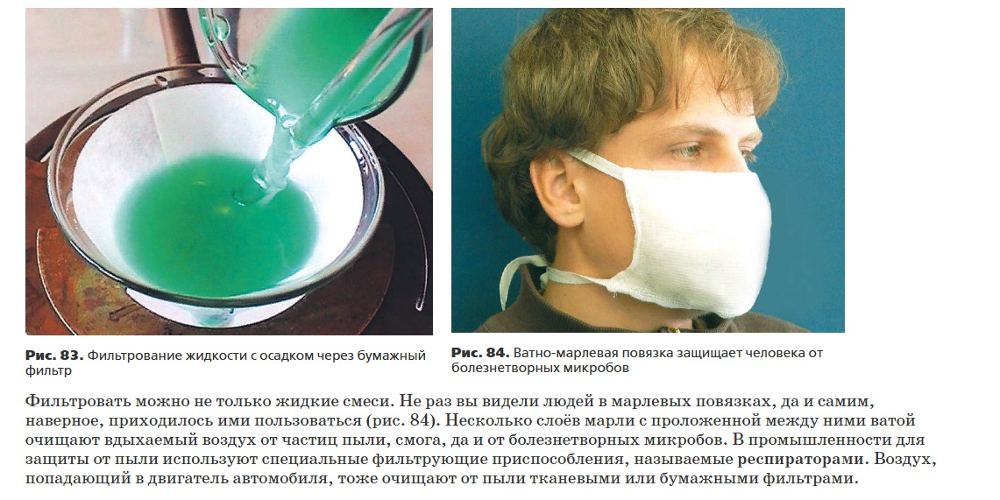 Рис. 83. Фильтрование жидкости с осадком через бумажный
фильтр
Рис. 84. Ватно-марлевая повязка защищает человека от
болезнетворных микробов
Фильтровать можно не только жидкие смеси. Не раз вы видели людей в марлевых повязках, да и самим,
наверное, приходилось ими пользоваться (рис. 84). Несколько слоёв марли с проложенной между ними ватой
очищают вдыхаемый воздух от частиц пыли, смога, да и от болезнетворных микробов. В промышленности для
защиты от пыли используют специальные фильтрующие приспособления, называемые респираторами. Воздух,
попадающий в двигатель автомобиля, тоже очищают от пыли тканевыми или бумажными фильтрами.